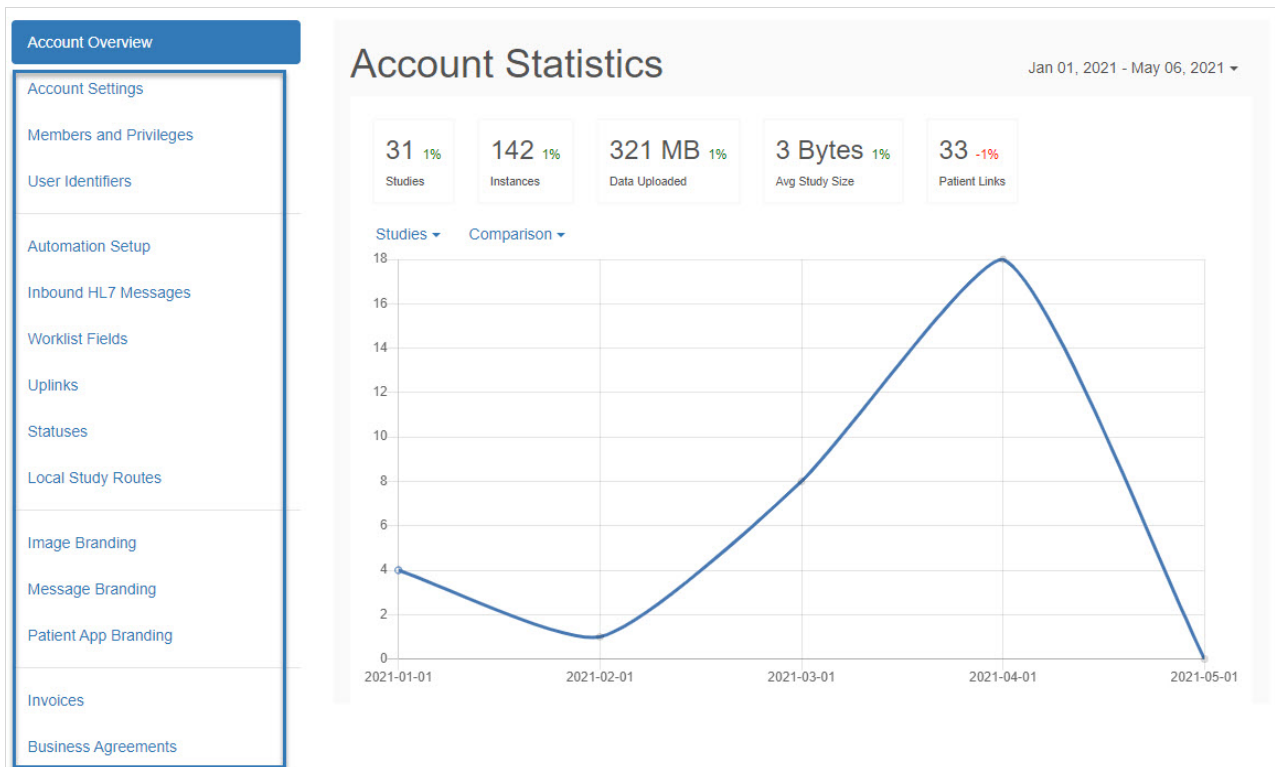 Account Overview
Account Settings
Members and Privileges
User Identifiers
Automation Setup
Inbound HL7 Messages
Worklist Fields
Uplinks
Statuses
Local Study Routes
Image Branding
Message Branding
Patient App Branding
Invoices
Business Agreements
Account Statistics
Jan 01, 2021 - May 06, 2021
31 1%
Studies
142 1%
Instances
321 MB 1%
Data Uploaded
3 Bytes 1%
Avg Study Size
33 -1%
Patient Links
Studies Comparison
18
16
14
12
10
8
6
4
2
0
2021-01-01 2021-02-01 2021-03-01 2021-04-01 2021-05-01